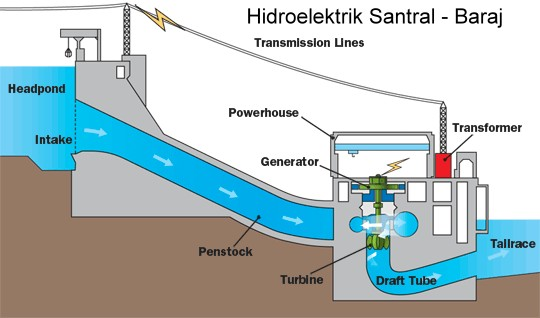 Hidroelektrik Santral - Baraj
Transmission Lines
Headpond
Powerhouse
Transformer
Intake
Generator
Penstock
Tailrace
Turbine
Draft Tube